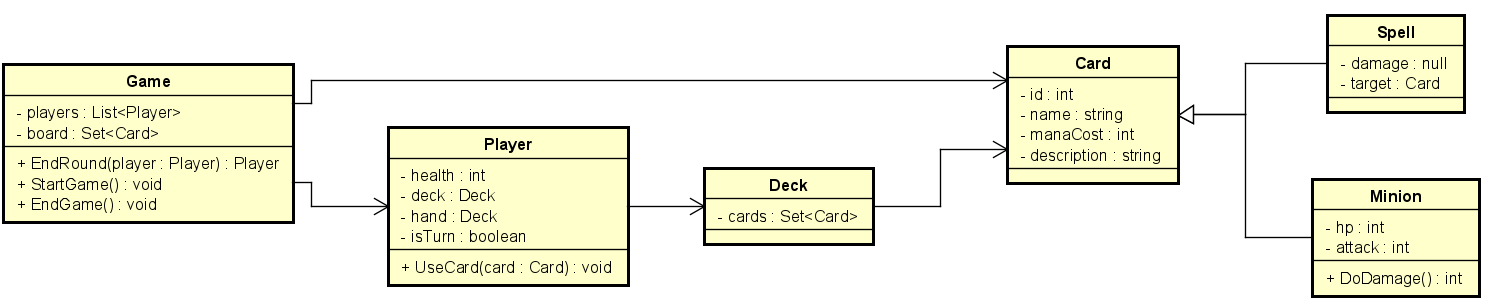 Game
- players : List<Player>
- board : Set<Card>
+ EndRound(player : Player) : Player
+ StartGame() : void
+ EndGame() : void
Player
- health : int
- deck : Deck
- hand : Deck
- isTurn : boolean
+ UseCard(card : Card) : void
Deck
- cards : Set<Card>
Card
- id : int
- name : string
- manaCost : int
- description : string
Spell
- damage : null
- target : Card
Minion
- hp : int
- attack : int
+ DoDamage() : int